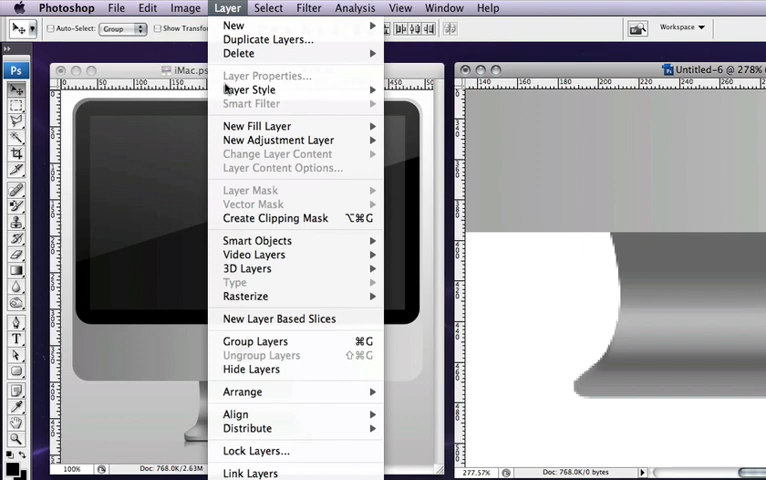 Photoshop File Edit Image Layer Select Filter Analysis View Window Help
Auto-Select: Group Show Transfor
Workspace
Ps
iMac.ps
Untitled-6 @ 278%
New
Duplicate Layers...
Delete
Layer Properties...
Layer Style
Smart Filter
New Fill Layer
New Adjustment Layer
Change Layer Content
Layer Content Options...
Layer Mask
Vector Mask
Create Clipping Mask ⌥⌘G
Smart Objects
Video Layers
3D Layers
Type
Rasterize
New Layer Based Slices
Group Layers ⌘G
Ungroup Layers ⇧⌘G
Hide Layers
Arrange
Align
Distribute
Lock Layers...
Link Layers
100% Doc: 768.0K/2.63M
277.57% Doc: 768.0K/0 bytes